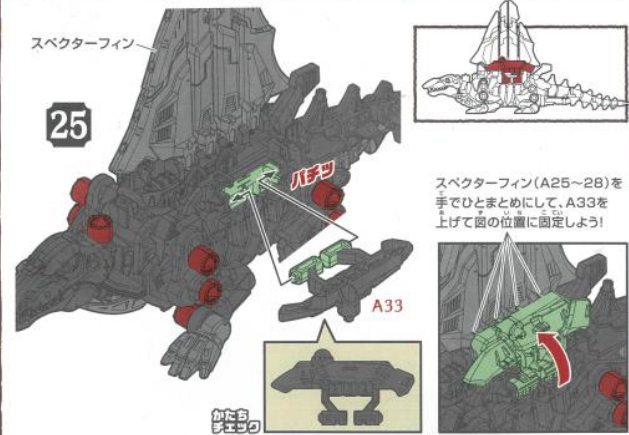 スペクターフィン
25
パチッ
A33
かたち
チェック
スペクターフィン(A25〜28)を
手でひとまとめにして、A33を
上げて図の位置に固定しよう!